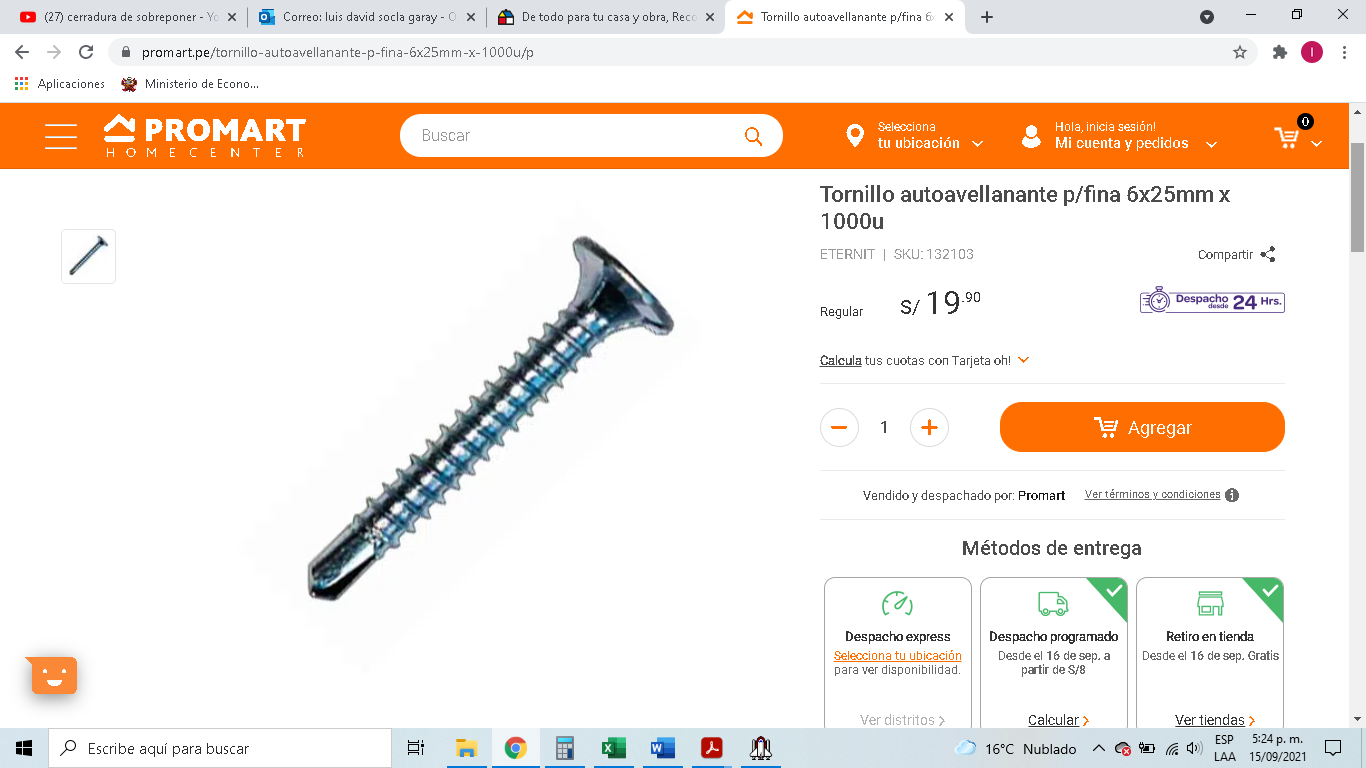 (27) cerradura de sobreponer - Yo
Correo: luis david socla garay - O
De todo para tu casa y obra, Reco
Tornillo autoavellanante p/fina 6x
promart.pe/tornillo-autoavellanante-p-fina-6x25mm-x-1000u/p
I
Aplicaciones
Ministerio de Econo...
PROMART
HOMECENTER
Buscar
Selecciona
tu ubicación
Hola, inicia sesión!
Mi cuenta y pedidos
0
Tornillo autoavellanante p/fina 6x25mm x
1000u
ETERNIT | SKU: 132103
Compartir
Regular
S/ 19.90
Despacho desde 24 Hrs.
Calcula tus cuotas con Tarjeta oh!
1
Agregar
Vendido y despachado por: Promart
Ver términos y condiciones
Métodos de entrega
Despacho express
Selecciona tu ubicación
para ver disponibilidad.
Ver distritos
Despacho programado
Desde el 16 de sep. a
partir de S/8
Calcular
Retiro en tienda
Desde el 16 de sep. Gratis
Ver tiendas
Escribe aquí para buscar
16°C Nublado
ESP
LAA
5:24 p. m.
15/09/2021